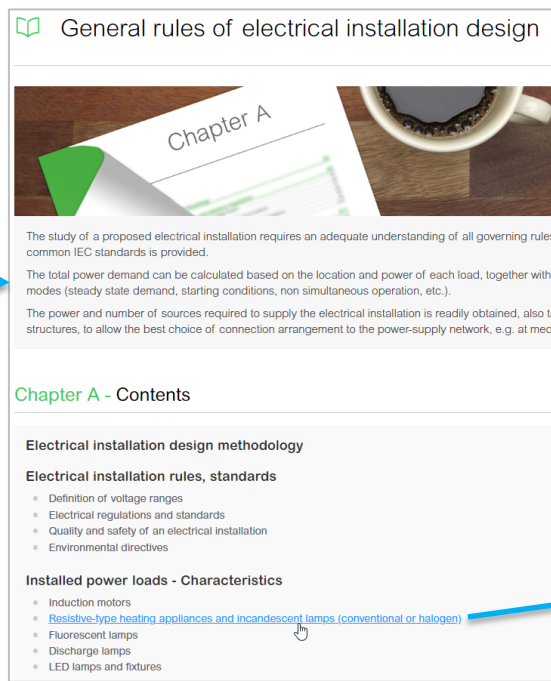 General rules of electrical installation design
Chapter A
The study of a proposed electrical installation requires an adequate understanding of all governing rules
common IEC standards is provided.
The total power demand can be calculated based on the location and power of each load, together with
modes (steady state demand, starting conditions, non simultaneous operation, etc.).
The power and number of sources required to supply the electrical installation is readily obtained, also
structures, to allow the best choice of connection arrangement to the power-supply network, e.g. at
Chapter A - Contents
Electrical installation design methodology
Electrical installation rules, standards
Definition of voltage ranges
Electrical regulations and standards
Quality and safety of an electrical installation
Environmental directives
Installed power loads - Characteristics
Induction motors
Resistive-type heating appliances and incandescent lamps (conventional or halogen)
Fluorescent lamps
Discharge lamps
LED lamps and fixtures